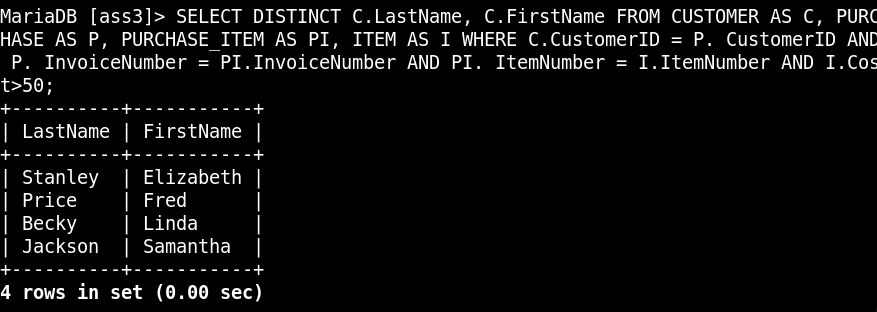 MariaDB [ass3]> SELECT DISTINCT C.LastName, C.FirstName FROM CUSTOMER AS C, PURC
HASE AS P, PURCHASE_ITEM AS PI, ITEM AS I WHERE C.CustomerID = P. CustomerID AND
 P. InvoiceNumber = PI.InvoiceNumber AND PI. ItemNumber = I.ItemNumber AND I.Cos
t>50;
+----------+-----------+
| LastName | FirstName |
+----------+-----------+
| Stanley  | Elizabeth |
| Price    | Fred      |
| Becky    | Linda     |
| Jackson  | Samantha  |
+----------+-----------+
4 rows in set (0.00 sec)